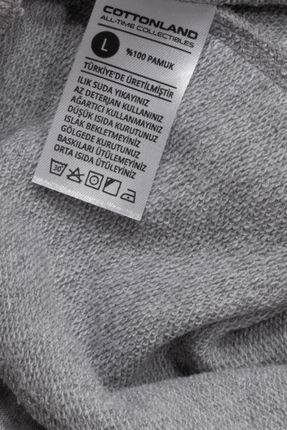 COTTONLAND
ALL-TIME COLLECTIBLES
L %100 PAMUK
TÜRKİYE'DE ÜRETİLMİŞTİR
ILIK SUDA YIKAYINIZ
AZ DETERJAN KULLANINIZ
AĞARTICI KULLANMAYINIZ
DÜŞÜK ISIDA KURUTUNUZ
ISLAK BEKLETMEYİNİZ
GÖLGEDE KURUTUNUZ
BASKILARI ÜTÜLEMEYİNİZ
ORTA ISIDA ÜTÜLEYİNİZ
30